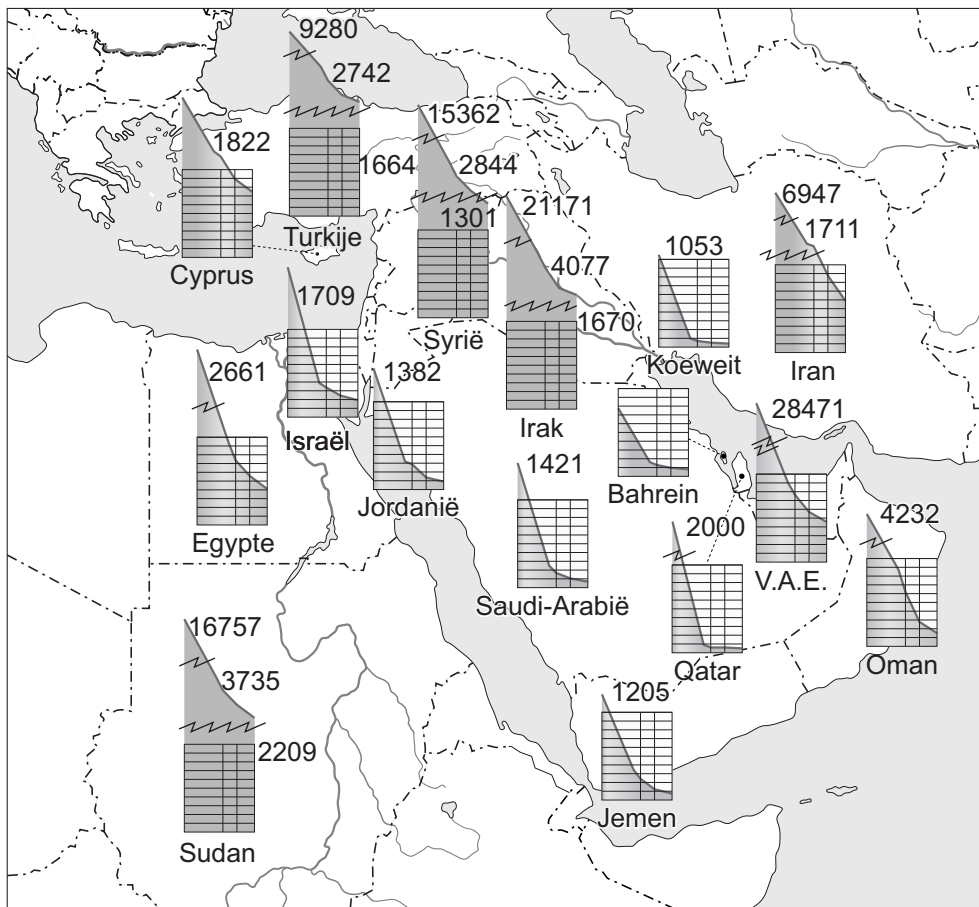 9280
2742
1664
Turkije
1822
Cyprus
15362
2844
1301
Syrië
21171
4077
1670
Irak
1053
Koeweit
6947
1711
Iran
1709
Israël
2661
Egypte
1382
Jordanië
Bahrein
28471
V.A.E.
1421
Saudi-Arabië
2000
Qatar
4232
Oman
16757
3735
2209
Sudan
1205
Jemen